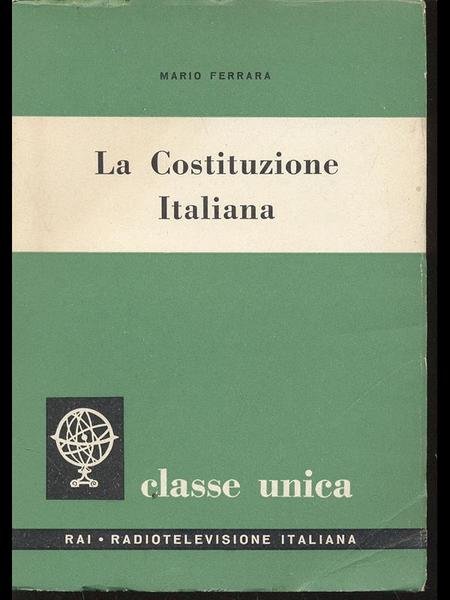 MARIO FERRARA
La Costituzione
Italiana
classe unica
RAI • RADIOTELEVISIONE ITALIANA